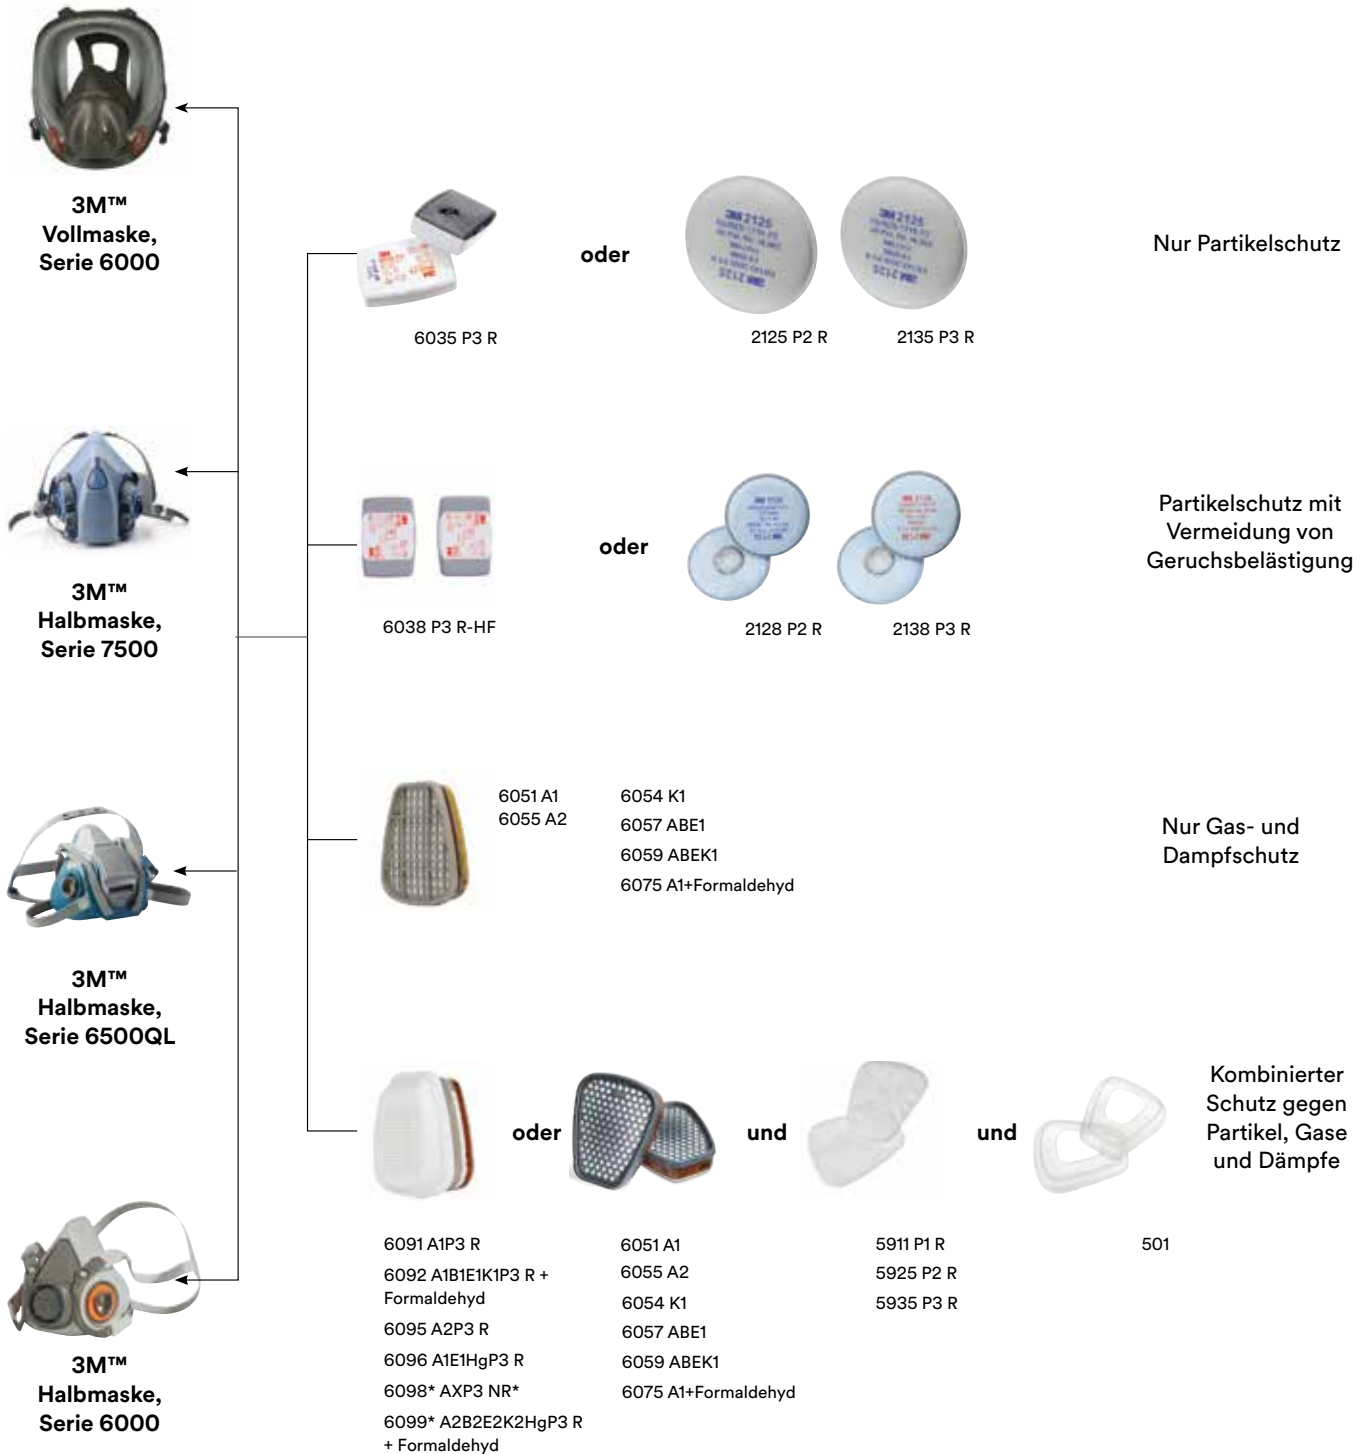 3M™
Vollmaske,
Serie 6000
6035 P3 R
oder
3M 2125
3M 2125
2125 P2 R
2135 P3 R
Nur Partikelschutz
3M™
Halbmaske,
Serie 7500
6038 P3 R-HF
oder
2128 P2 R
2138 P3 R
Partikelschutz mit
Vermeidung von
Geruchsbelästigung
3M™
Halbmaske,
Serie 6500QL
6051 A1
6055 A2
6054 K1
6057 ABE1
6059 ABEK1
6075 A1+Formaldehyd
Nur Gas- und
Dampfschutz
3M™
Halbmaske,
Serie 6000
oder
und
und
Kombinierter
Schutz gegen
Partikel, Gase
und Dämpfe
6091 A1P3 R
6092 A1B1E1K1P3 R +
Formaldehyd
6095 A2P3 R
6096 A1E1HgP3 R
6098* AXP3 NR*
6099* A2B2E2K2HgP3 R
+ Formaldehyd
6051 A1
6055 A2
6054 K1
6057 ABE1
6059 ABEK1
6075 A1+Formaldehyd
5911 P1 R
5925 P2 R
5935 P3 R
501